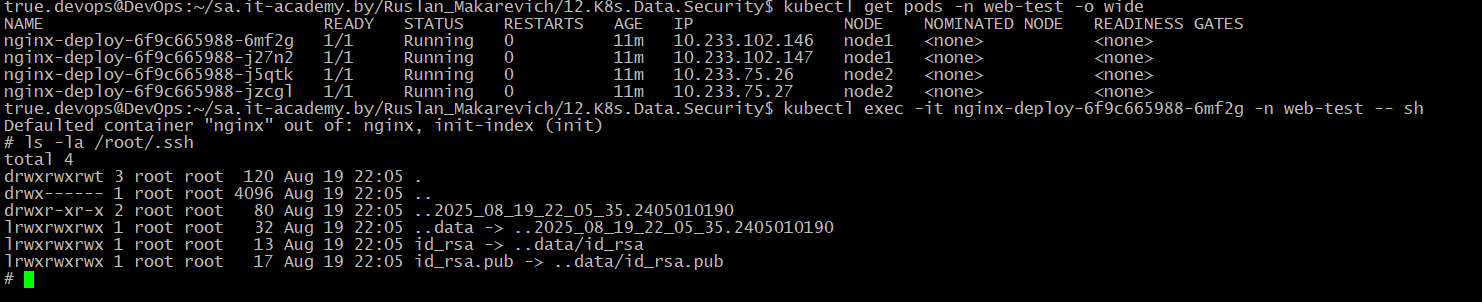 true.devops@DevOps:~/sa.it-academy.by/Ruslan_Makarevich/12.K8s.Data.Security$ kubectl get pods -n web-test -o wide
NAME                            READY   STATUS    RESTARTS   AGE   IP               NODE    NOMINATED NODE   READINESS GATES
nginx-deploy-6f9c665988-6mf2g   1/1     Running   0          11m   10.233.102.146   node1   <none>           <none>
nginx-deploy-6f9c665988-j27n2   1/1     Running   0          11m   10.233.102.147   node1   <none>           <none>
nginx-deploy-6f9c665988-j5qtk   1/1     Running   0          11m   10.233.75.26     node2   <none>           <none>
nginx-deploy-6f9c665988-jzcgl   1/1     Running   0          11m   10.233.75.27     node2   <none>           <none>
true.devops@DevOps:~/sa.it-academy.by/Ruslan_Makarevich/12.K8s.Data.Security$ kubectl exec -it nginx-deploy-6f9c665988-6mf2g -n web-test -- sh
Defaulted container "nginx" out of: nginx, init-index (init)
# ls -la /root/.ssh
total 4
drwxrwxrwt 3 root root  120 Aug 19 22:05 .
drwx------ 1 root root 4096 Aug 19 22:05 ..
drwxr-xr-x 2 root root   80 Aug 19 22:05 ..2025_08_19_22_05_35.2405010190
lrwxrwxrwx 1 root root   32 Aug 19 22:05 ..data -> ..2025_08_19_22_05_35.2405010190
lrwxrwxrwx 1 root root   13 Aug 19 22:05 id_rsa -> ..data/id_rsa
lrwxrwxrwx 1 root root   17 Aug 19 22:05 id_rsa.pub -> ..data/id_rsa.pub
#